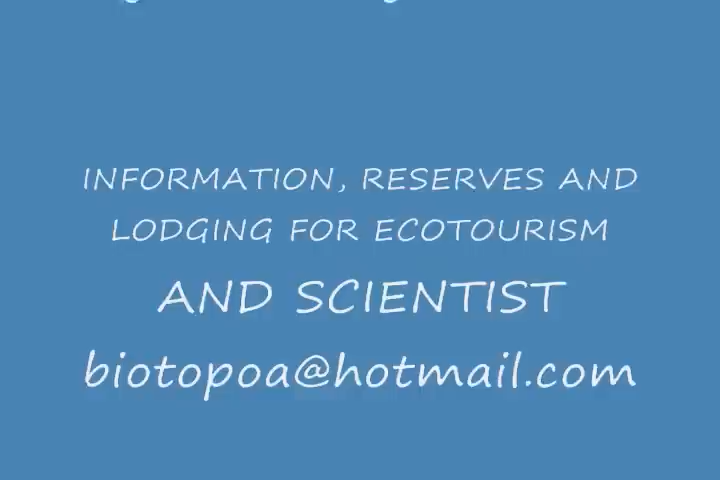 INFORMATION, RESERVES AND
LODGING FOR ECOTOURISM
AND SCIENTIST
biotopoa@hotmail.com